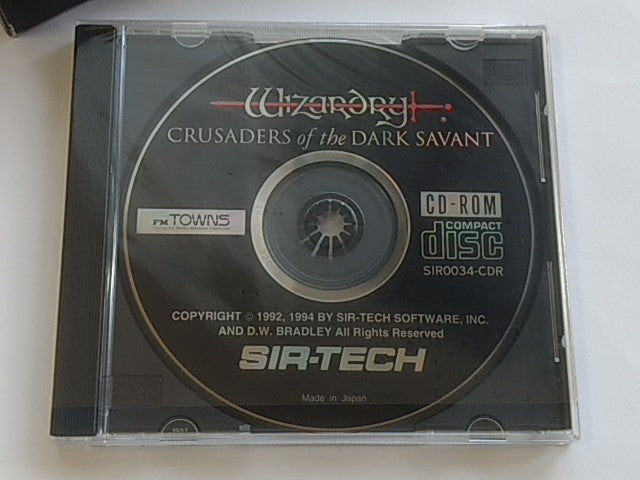 Wizardry ®
CRUSADERS of the DARK SAVANT
FM TOWNS
CD-ROM
COMPACT
disc
SIR0034-CDR
COPYRIGHT © 1992, 1994 BY SIR-TECH SOFTWARE, INC.
AND D.W. BRADLEY All Rights Reserved
SIR-TECH
Made in Japan